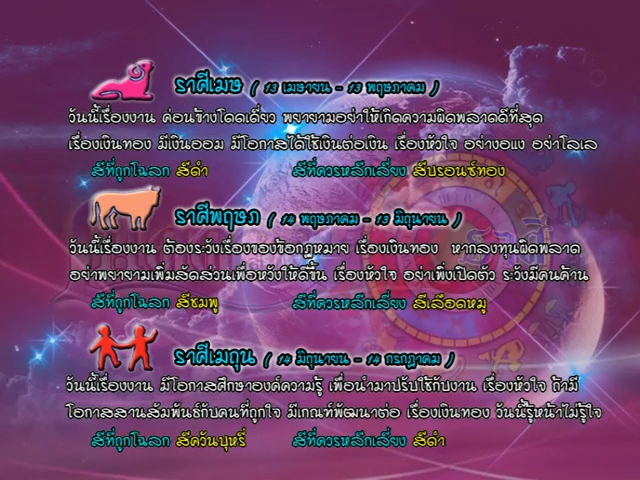 ราศีเมษ ( 13 เมษายน - 13 พฤษภาคม )
วันนี้เรื่องงาน ค่อนข้างโดดเดี่ยว พยายามอย่าให้เกิดความผิดพลาดดีที่สุด
เรื่องเงินทอง มีเงินออม มีโอกาสได้ใช้เงินต่อเงิน เรื่องหัวใจ อย่างอแง อย่าโลเล
สีที่ถูกโฉลก สีดำ สีที่ควรหลีกเลี่ยง สีบรอนซ์ทอง
ราศีพฤษภ ( 14 พฤษภาคม - 13 มิถุนายน )
วันนี้เรื่องงาน ต้องระวังเรื่องของข้อกฎหมาย เรื่องเงินทอง หากลงทุนผิดพลาด
อย่าพยายามเพิ่มสัดส่วนเพื่อหวังให้ดีขึ้น เรื่องหัวใจ อย่าเพิ่งเปิดตัว ระวังมีคนค้าน
สีที่ถูกโฉลก สีชมพู สีที่ควรหลีกเลี่ยง สีเลือดหมู
ราศีเมถุน ( 14 มิถุนายน - 14 กรกฎาคม )
วันนี้เรื่องงาน มีโอกาสศึกษาองค์ความรู้ เพื่อนำมาปรับใช้กับงาน เรื่องหัวใจ ถ้ามี
โอกาสสานสัมพันธ์กับคนที่ถูกใจ มีเกณฑ์พัฒนาต่อ เรื่องเงินทอง วันนี้รู้หน้าไม่รู้ใจ
สีที่ถูกโฉลก สีควันบุหรี่ สีที่ควรหลีกเลี่ยง สีดำ